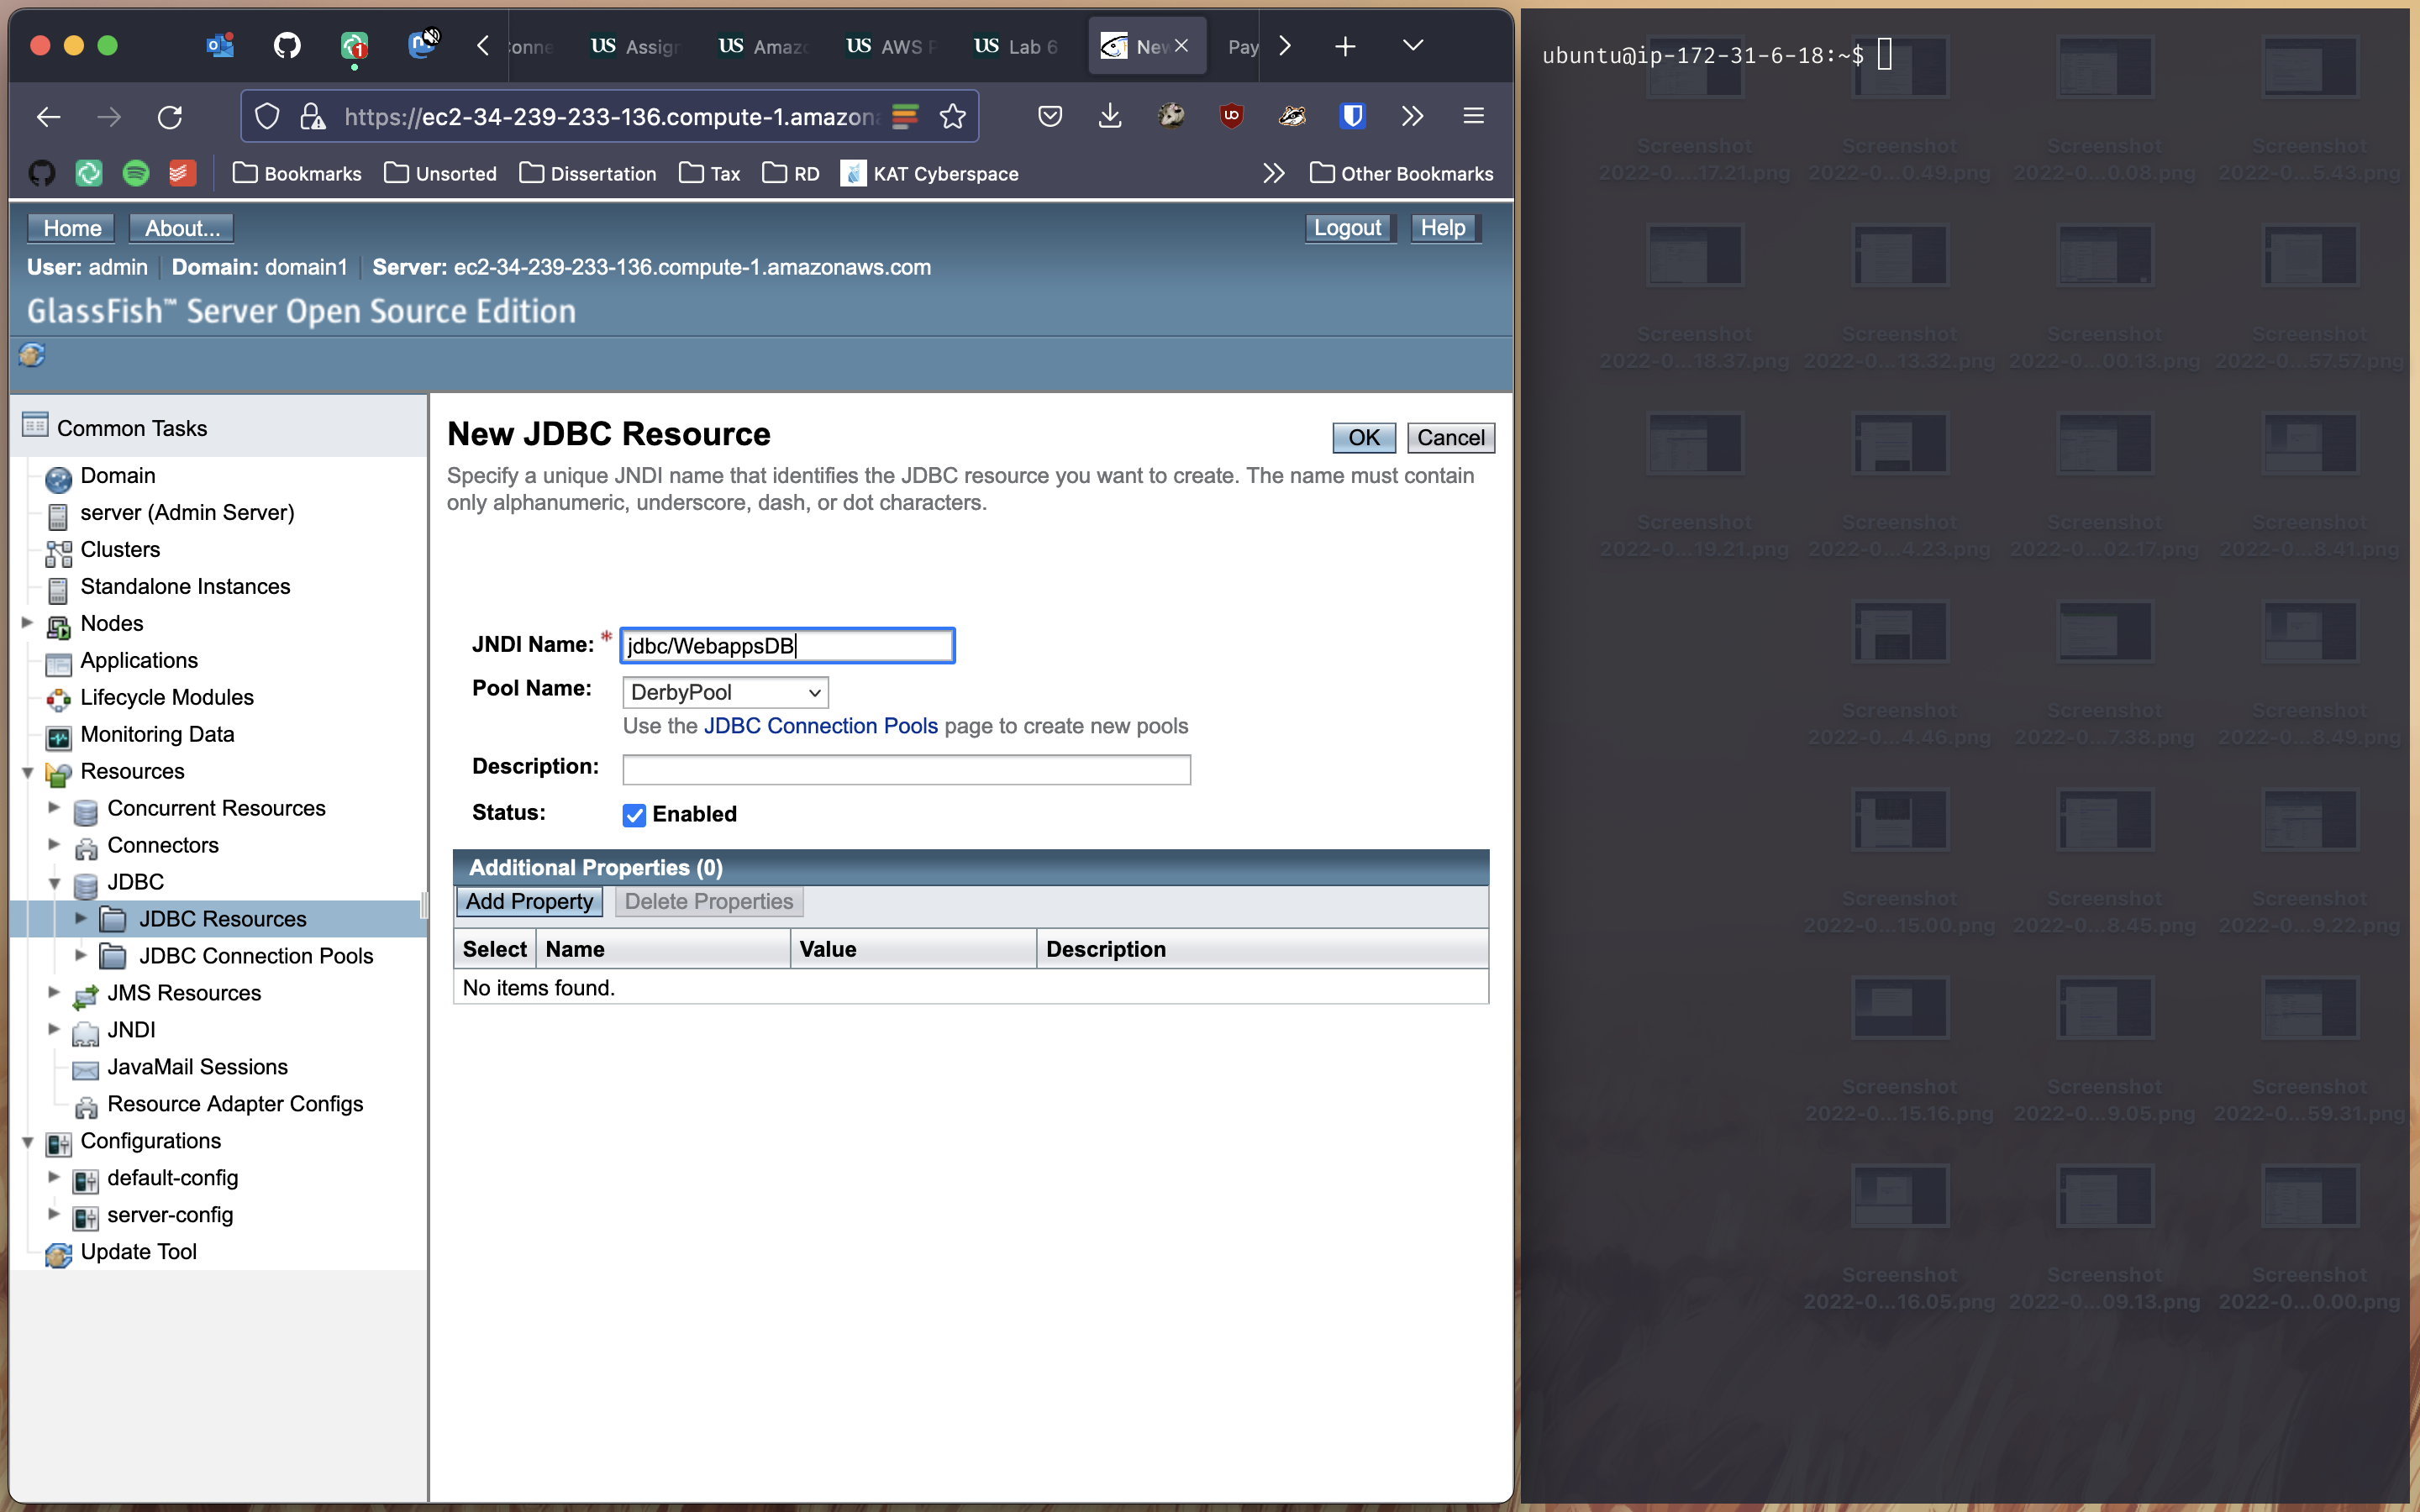 onne
US Assign
US Amazo
US AWS P
US Lab 6
New
Pay
https://ec2-34-239-233-136.compute-1.amazon
Bookmarks
Unsorted
Dissertation
Tax
RD
KAT Cyberspace
Other Bookmarks
Home
About...
Logout
Help
User: admin Domain: domain1 Server: ec2-34-239-233-136.compute-1.amazonaws.com
GlassFish™ Server Open Source Edition
Common Tasks
Domain
server (Admin Server)
Clusters
Standalone Instances
Nodes
Applications
Lifecycle Modules
Monitoring Data
Resources
Concurrent Resources
Connectors
JDBC
JDBC Resources
JDBC Connection Pools
JMS Resources
JNDI
JavaMail Sessions
Resource Adapter Configs
Configurations
default-config
server-config
Update Tool
New JDBC Resource
OK
Cancel
Specify a unique JNDI name that identifies the JDBC resource you want to create. The name must contain
only alphanumeric, underscore, dash, or dot characters.
JNDI Name: * jdbc/WebappsDB
Pool Name: DerbyPool
Use the JDBC Connection Pools page to create new pools
Description:
Status: Enabled
Additional Properties (0)
Add Property
Delete Properties
Select Name Value Description
No items found.
ubuntu@ip-172-31-6-18:~$
Screenshot Screenshot Screenshot Screenshot
2022-0...17.21.png 2022-0...0.49.png 2022-0...0.08.png 2022-0...5.43.png
Screenshot Screenshot Screenshot Screenshot
2022-0...18.37.png 2022-0...13.32.png 2022-0...00.13.png 2022-0...57.57.png
Screenshot Screenshot Screenshot Screenshot
2022-0...19.21.png 2022-0...4.23.png 2022-0...02.17.png 2022-0...8.41.png
Screenshot Screenshot Screenshot
2022-0...4.46.png 2022-0...7.38.png 2022-0...8.49.png
Screenshot Screenshot Screenshot
2022-0...15.00.png 2022-0...8.45.png 2022-0...9.22.png
Screenshot Screenshot Screenshot
2022-0...15.16.png 2022-0...9.05.png 2022-0...59.31.png
Screenshot Screenshot Screenshot
2022-0...16.05.png 2022-0...09.13.png 2022-0...0.00.png